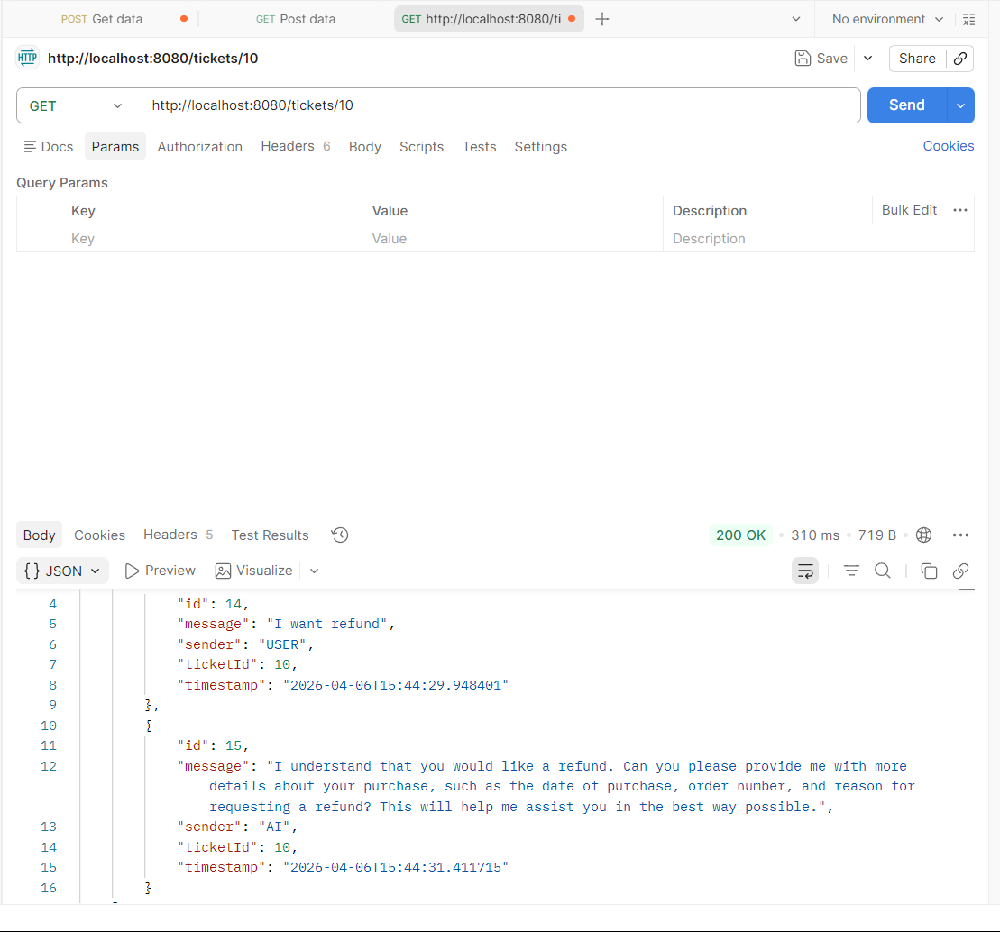 POST Get data
GET Post data
GET http://localhost:8080/ti
No environment
HTTP http://localhost:8080/tickets/10
Save
Share
GET
http://localhost:8080/tickets/10
Send
Docs Params Authorization Headers 6 Body Scripts Tests Settings
Cookies
Query Params
Key Value Description Bulk Edit
Key Value Description
Body Cookies Headers 5 Test Results
200 OK 310 ms 719 B
{} JSON Preview Visualize
4 "id": 14,
5 "message": "I want refund",
6 "sender": "USER",
7 "ticketId": 10,
8 "timestamp": "2026-04-06T15:44:29.948401"
9 },
10 {
11 "id": 15,
12 "message": "I understand that you would like a refund. Can you please provide me with more
details about your purchase, such as the date of purchase, order number, and reason for
requesting a refund? This will help me assist you in the best way possible.",
13 "sender": "AI",
14 "ticketId": 10,
15 "timestamp": "2026-04-06T15:44:31.411715"
16 }